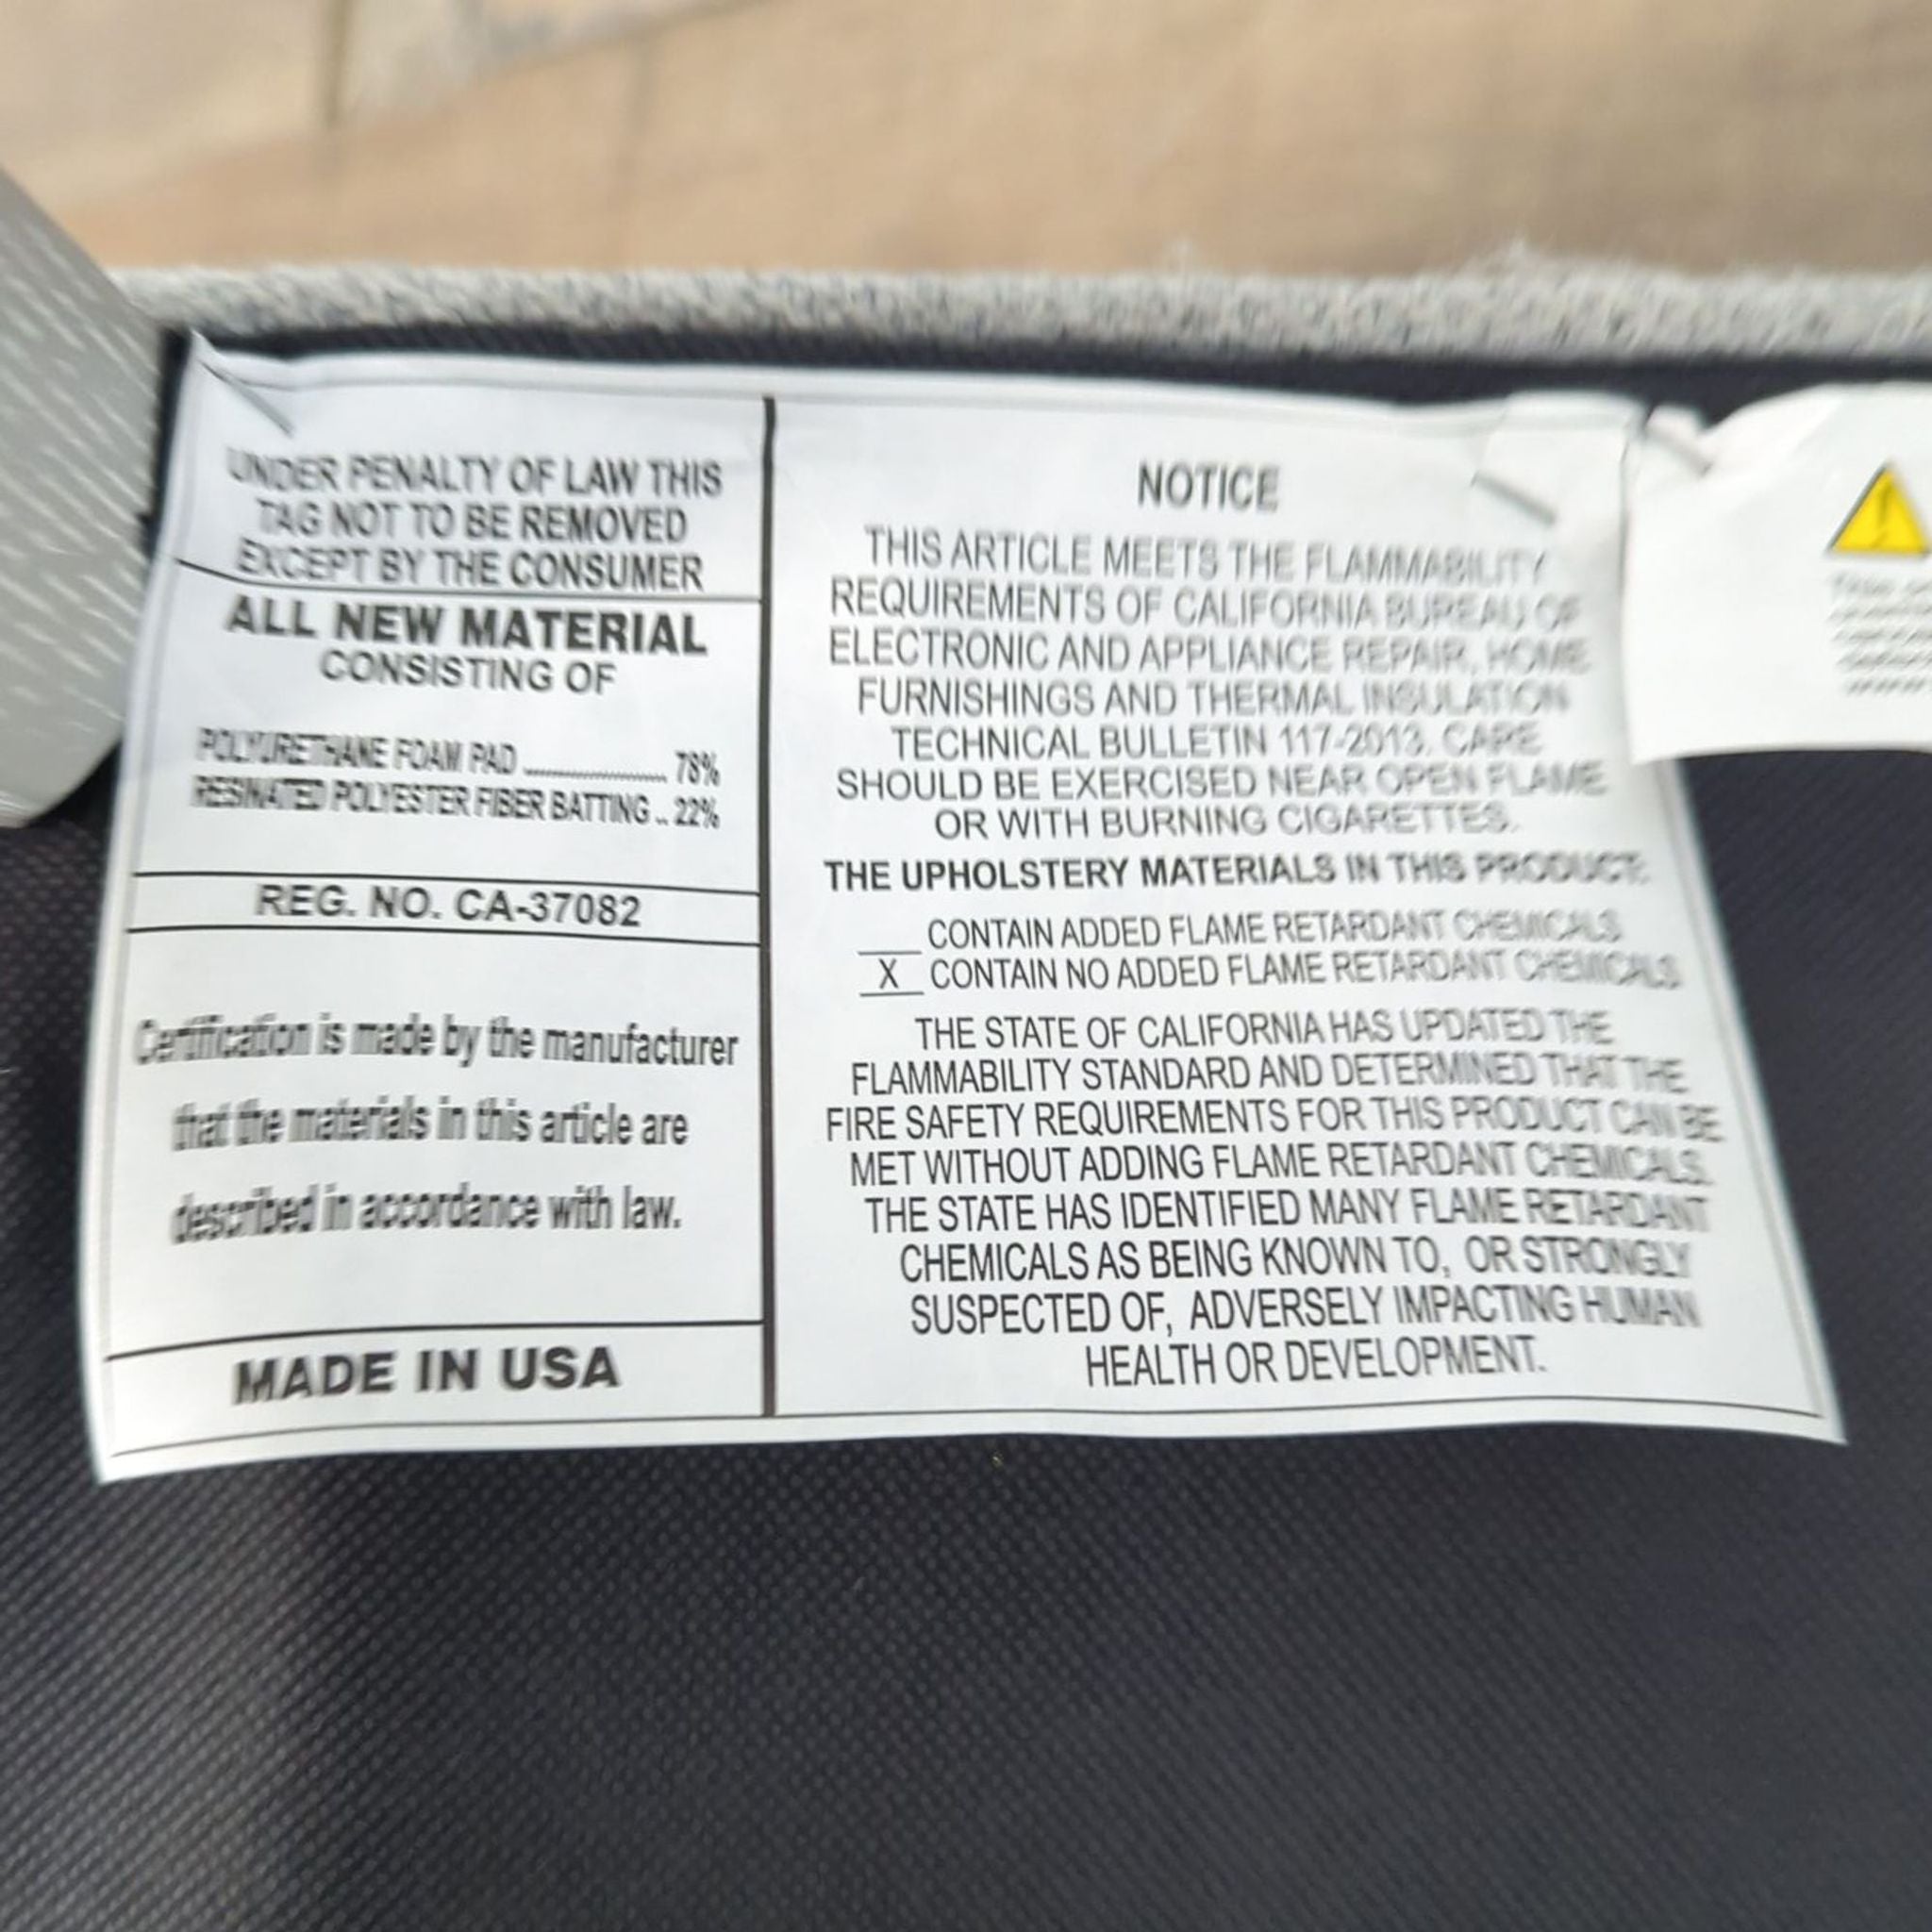 UNDER PENALTY OF LAW THIS
TAG NOT TO BE REMOVED
EXCEPT BY THE CONSUMER
ALL NEW MATERIAL
CONSISTING OF
POLYURETHANE FOAM PAD ........................ 78%
RESINATED POLYESTER FIBER BATTING .. 22%
REG. NO. CA-37082
Certification is made by the manufacturer
that the materials in this article are
described in accordance with law.
MADE IN USA
NOTICE
THIS ARTICLE MEETS THE FLAMMABILITY
REQUIREMENTS OF CALIFORNIA BUREAU OF
ELECTRONIC AND APPLIANCE REPAIR, HOME
FURNISHINGS AND THERMAL INSULATION
TECHNICAL BULLETIN 117-2013. CARE
SHOULD BE EXERCISED NEAR OPEN FLAME
OR WITH BURNING CIGARETTES.
THE UPHOLSTERY MATERIALS IN THIS PRODUCT:
___ CONTAIN ADDED FLAME RETARDANT CHEMICALS
_X_ CONTAIN NO ADDED FLAME RETARDANT CHEMICALS
THE STATE OF CALIFORNIA HAS UPDATED THE
FLAMMABILITY STANDARD AND DETERMINED THAT THE
FIRE SAFETY REQUIREMENTS FOR THIS PRODUCT CAN BE
MET WITHOUT ADDING FLAME RETARDANT CHEMICALS.
THE STATE HAS IDENTIFIED MANY FLAME RETARDANT
CHEMICALS AS BEING KNOWN TO, OR STRONGLY
SUSPECTED OF, ADVERSELY IMPACTING HUMAN
HEALTH OR DEVELOPMENT.